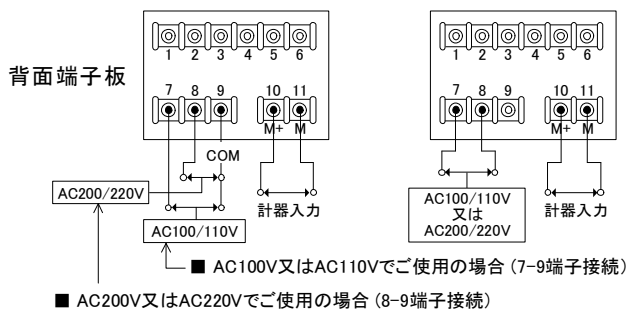 背面端子板
1 2 3 4 5 6
7 8 9 10 11
M+ M
COM
AC200/220V
AC100/110V
計器入力
1 2 3 4 5 6
7 8 9 10 11
M+ M
AC100/110V
又は
AC200/220V
計器入力
■ AC100V又はAC110Vでご使用の場合 (7-9端子接続)
■ AC200V又はAC220Vでご使用の場合 (8-9端子接続)